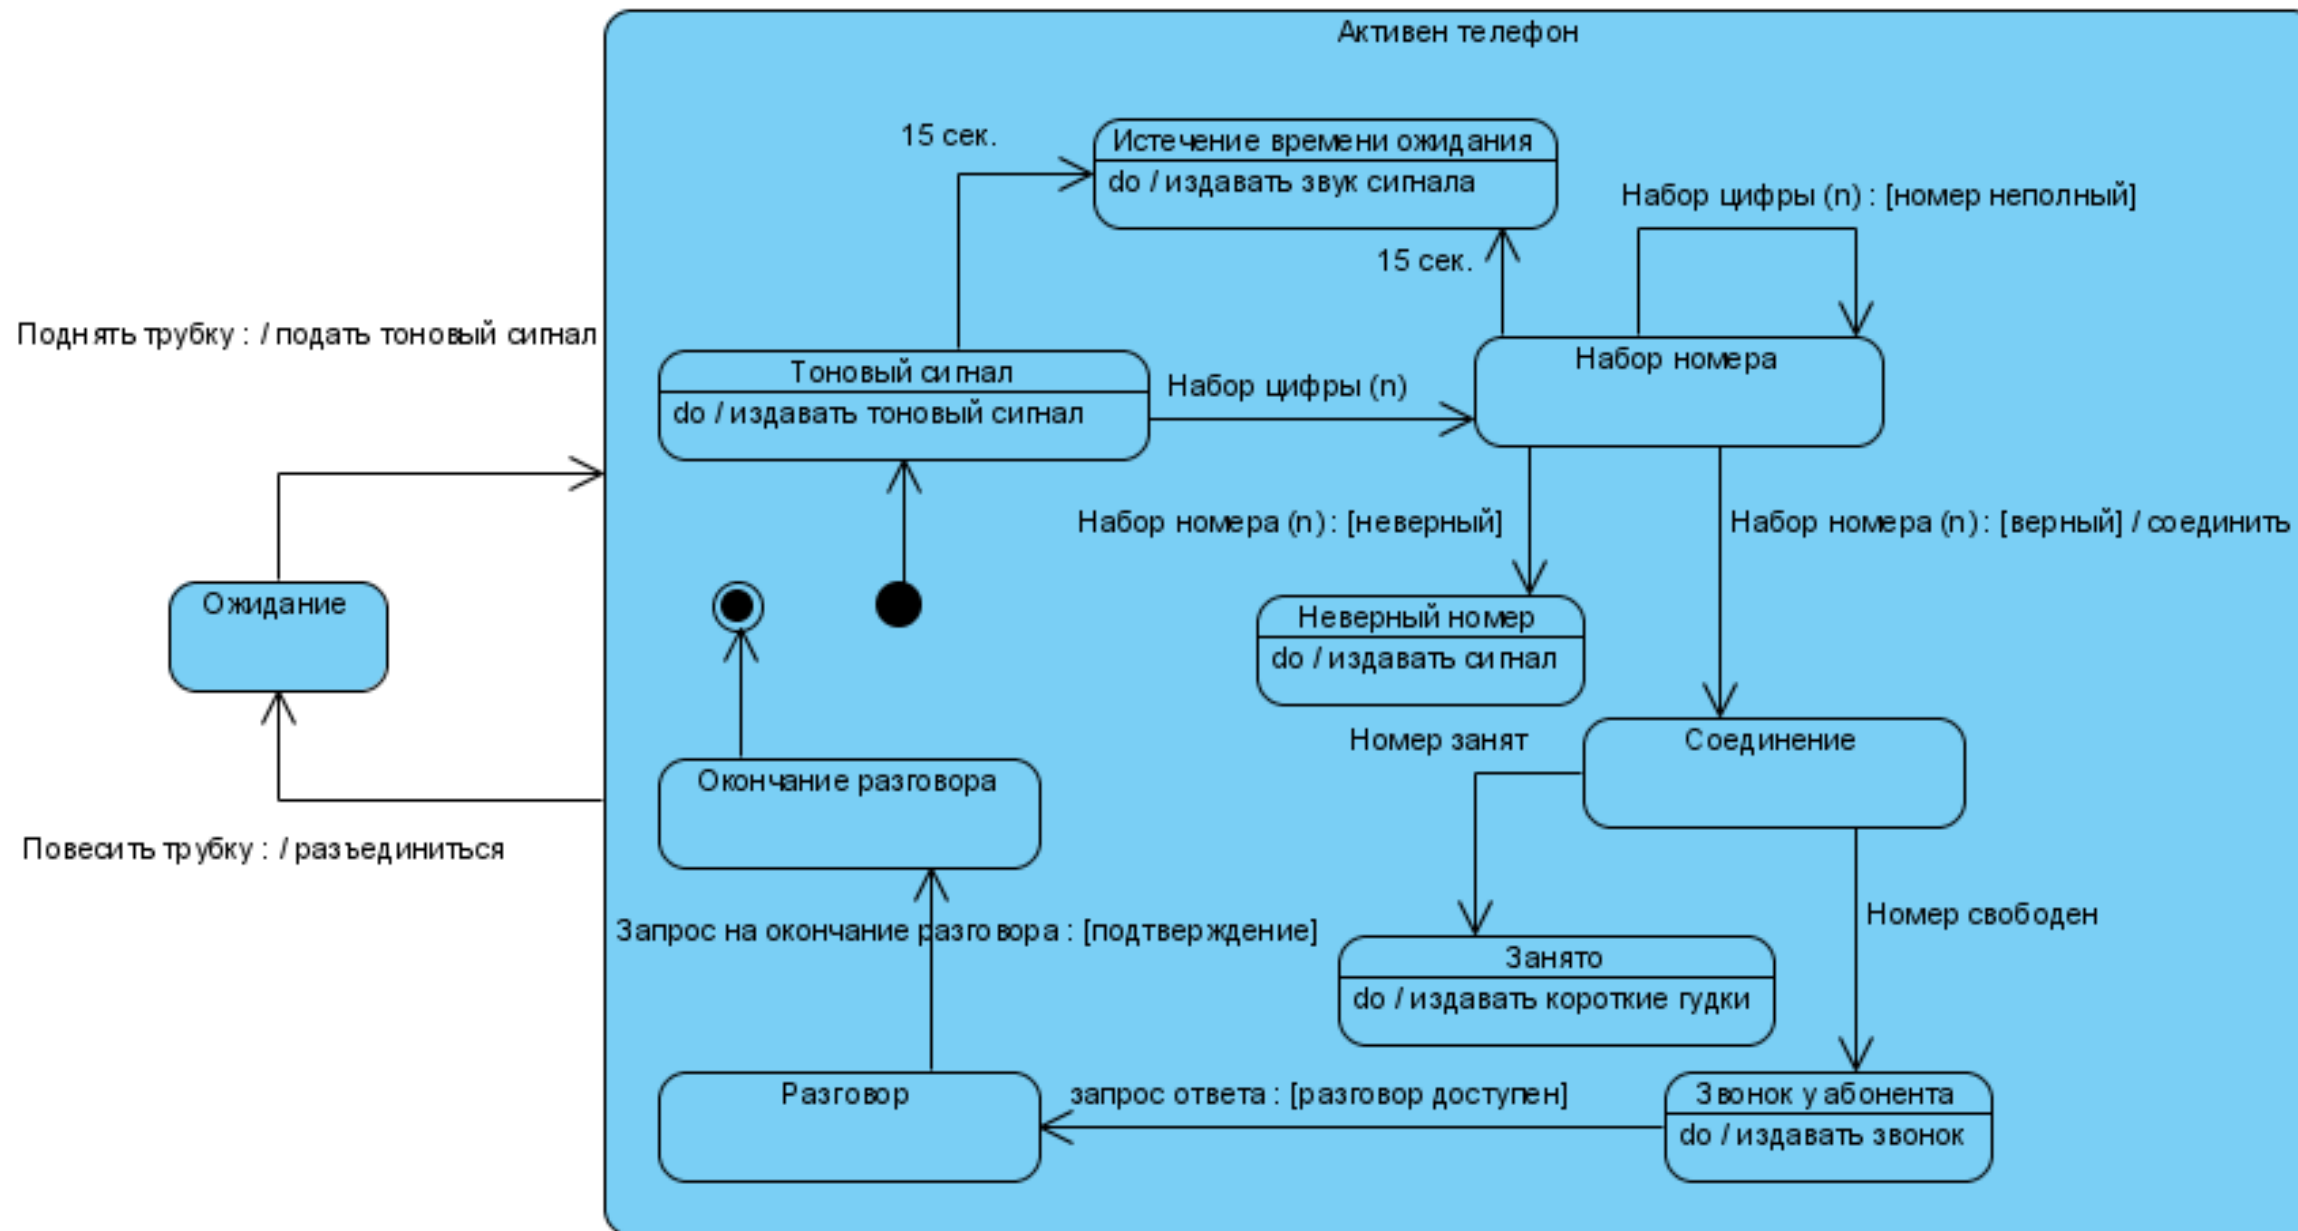 Активен телефон
15 сек.
Истечение времени ожидания
do / издавать звук сигнала
Набор цифры (n) : [номер неполный]
15 сек.
Поднять трубку : / подать тоновый сигнал
Тоновый сигнал
do / издавать тоновый сигнал
Набор цифры (n)
Набор номера
Набор номера (n) : [неверный]
Набор номера (n) : [верный] / соединить
Ожидание
Неверный номер
do / издавать сигнал
Номер занят
Соединение
Окончание разговора
Повесить трубку : / разъединиться
Запрос на окончание разговора : [подтверждение]
Номер свободен
Занято
do / издавать короткие гудки
Разговор
запрос ответа : [разговор доступен]
Звонок у абонента
do / издавать звонок